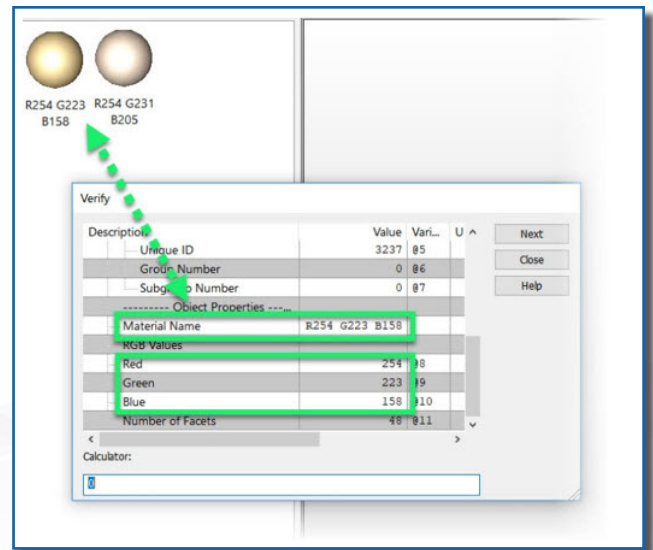 R254 G223
B158
R254 G231
B205
Verify
Description Value Vari... U
Unique ID 3237 @5
Group Number 0 @6
Subgroup Number 0 @7
--------- Object Properties ---...
Material Name R254 G223 B158
RGB Values
Red 254 @8
Green 223 @9
Blue 158 @10
Number of Facets 48 @11
Next
Close
Help
Calculator:
0